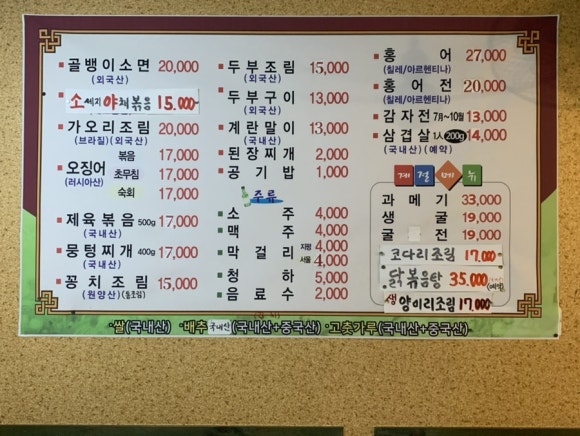 골뱅이소면 20,000
(외국산)
소세지야채볶음 15.000
가오리조림 20,000
(브라질)(외국산)
오징어
(러시아산)
볶음 17,000
초무침 17,000
숙회 17,000
제육볶음 500g 17,000
(국내산)
뭉텅찌개 400g 17,000
(국내산)
꽁치조림 15,000
(원양산)(통조림)
두부조림 15,000
(외국산)
두부구이 13,000
(외국산)
계란말이 13,000
(국내산)
된장찌개 2,000
공기밥 1,000
주류
소주 4,000
맥주 4,000
막걸리
지평 4,000
서울 4,000
청하 5,000
음료수 2,000
홍어 27,000
(칠레/아르헨티나)
홍어전 20,000
(칠레/아르헨티나)
감자전 7月~10월 13,000
삼겹살 1人 200g 14,000
(국내산)(예약)
계절메뉴
과메기 33,000
생굴 19,000
굴전 19,000
코다리조림 17.000
닭볶음탕 35.000
(예약)
생양미리조림 17.000
·쌀(국내산) ·배추국내산(국내산+중국산) ·고춧가루(국내산+중국산)